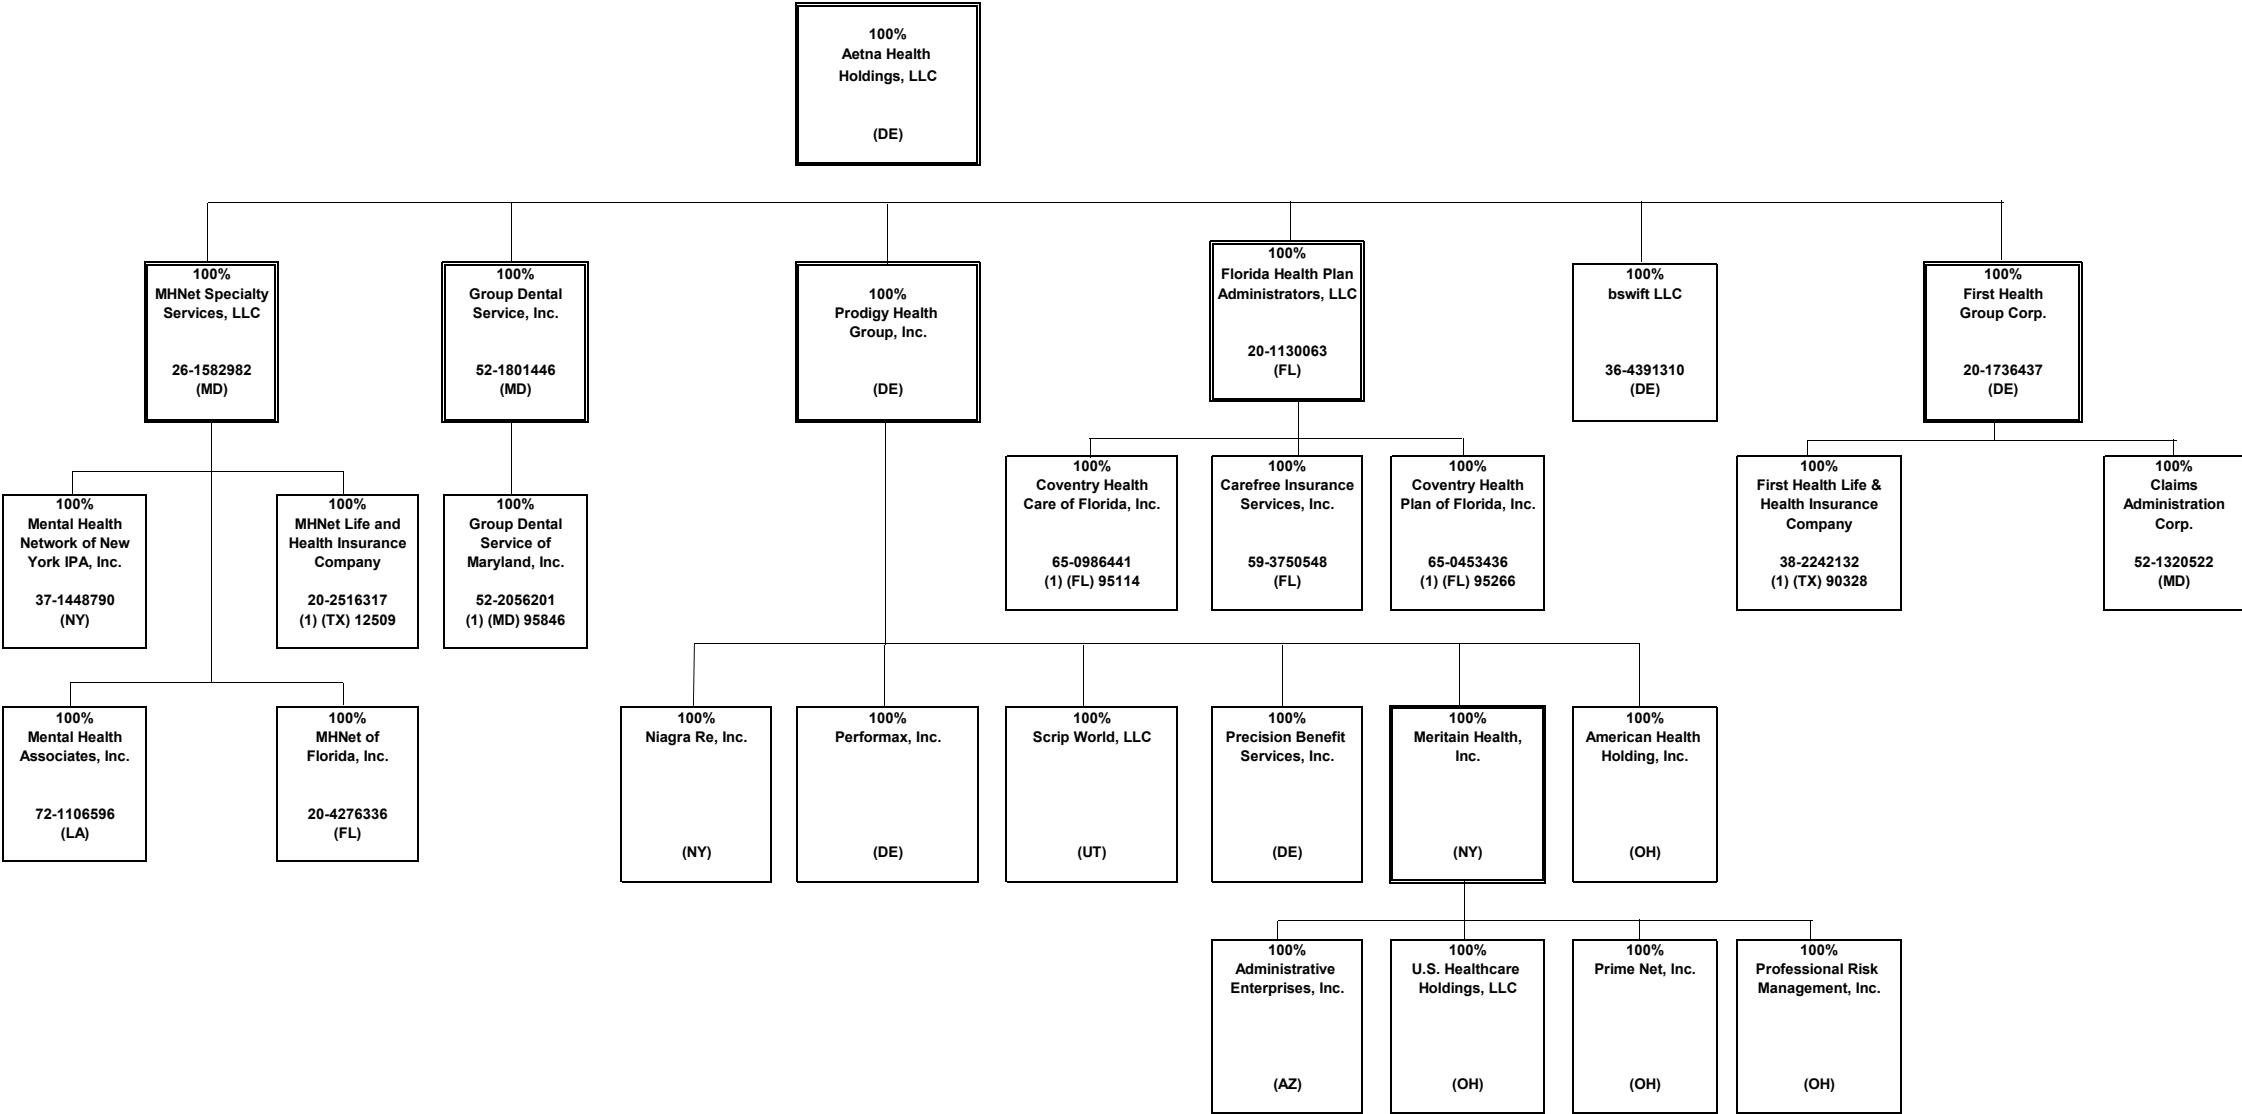 100%
Aetna Health
Holdings, LLC
(DE)
100%
MHNet Specialty
Services, LLC
26-1582982
(MD)
100%
Group Dental
Service, Inc.
52-1801446
(MD)
100%
Prodigy Health
Group, Inc.
(DE)
100%
Florida Health Plan
Administrators, LLC
20-1130063
(FL)
100%
bswift LLC
36-4391310
(DE)
100%
First Health
Group Corp.
20-1736437
(DE)
100%
Mental Health
Network of New
York IPA, Inc.
37-1448790
(NY)
100%
MHNet Life and
Health Insurance
Company
20-2516317
(1) (TX) 12509
100%
Group Dental
Service of
Maryland, Inc.
52-2056201
(1) (MD) 95846
100%
Coventry Health
Care of Florida, Inc.
65-0986441
(1) (FL) 95114
100%
Carefree Insurance
Services, Inc.
59-3750548
(FL)
100%
Coventry Health
Plan of Florida, Inc.
65-0453436
(1) (FL) 95266
100%
First Health Life &
Health Insurance
Company
38-2242132
(1) (TX) 90328
100%
Claims
Administration
Corp.
52-1320522
(MD)
100%
Mental Health
Associates, Inc.
72-1106596
(LA)
100%
MHNet of
Florida, Inc.
20-4276336
(FL)
100%
Niagra Re, Inc.
(NY)
100%
Performax, Inc.
(DE)
100%
Scrip World, LLC
(UT)
100%
Precision Benefit
Services, Inc.
(DE)
100%
Meritain Health,
Inc.
(NY)
100%
American Health
Holding, Inc.
(OH)
100%
Administrative
Enterprises, Inc.
(AZ)
100%
U.S. Healthcare
Holdings, LLC
(OH)
100%
Prime Net, Inc.
(OH)
100%
Professional Risk
Management, Inc.
(OH)